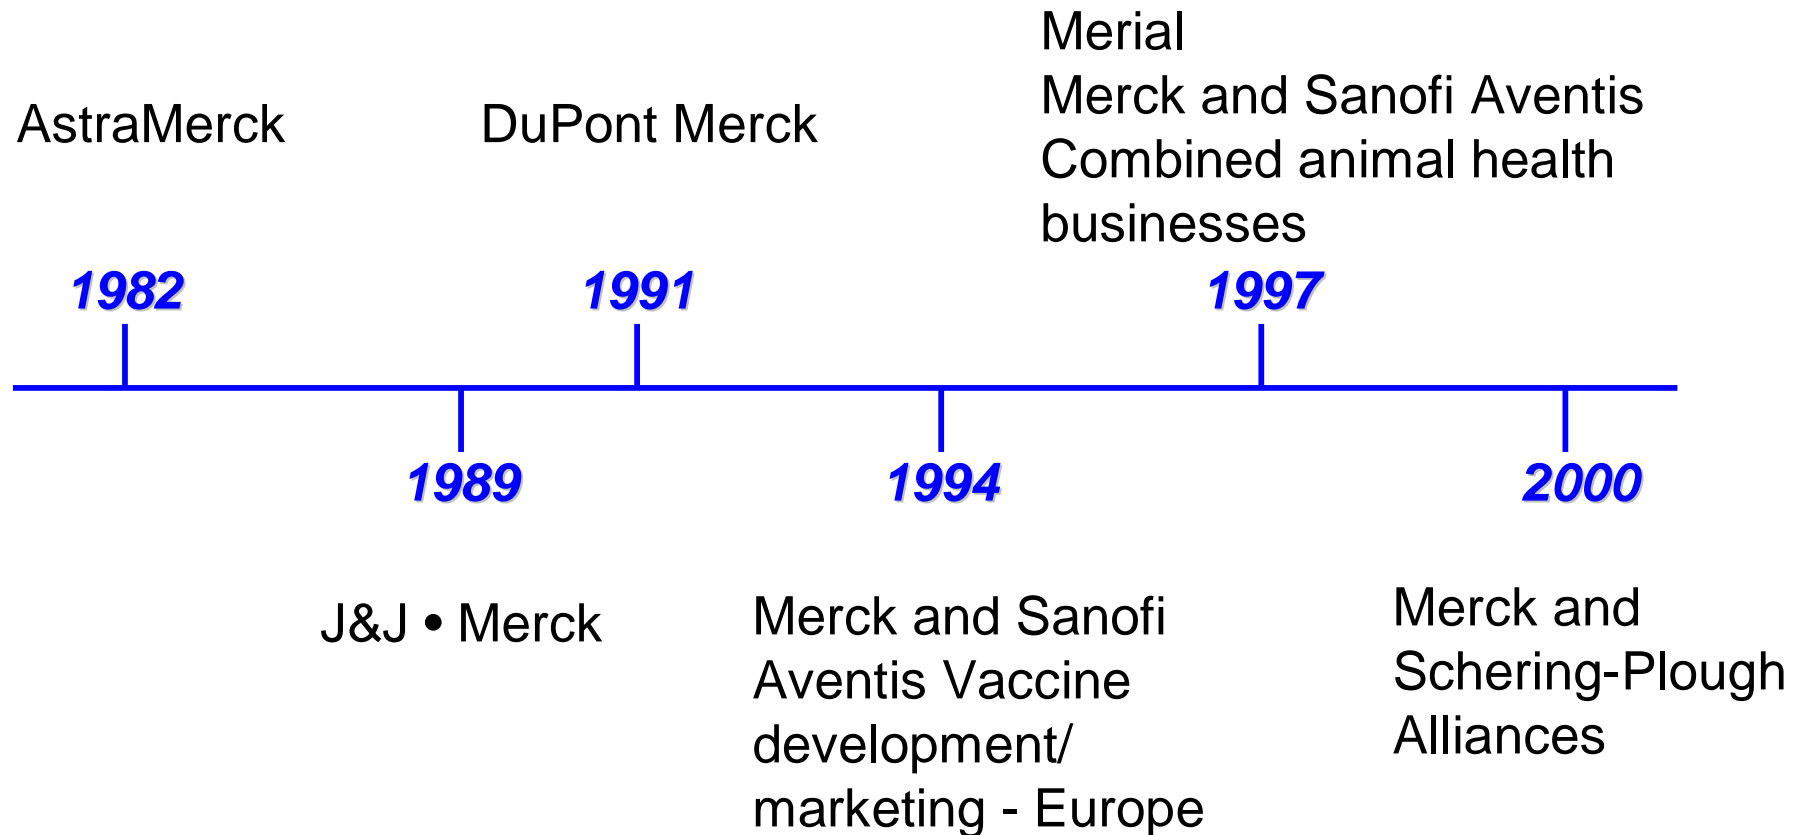 AstraMerck
DuPont Merck
Merial
Merck and Sanofi Aventis
Combined animal health
businesses
1982
1991
1997
1989
1994
2000
J&J • Merck
Merck and Sanofi
Aventis Vaccine
development/
marketing - Europe
Merck and
Schering-Plough
Alliances